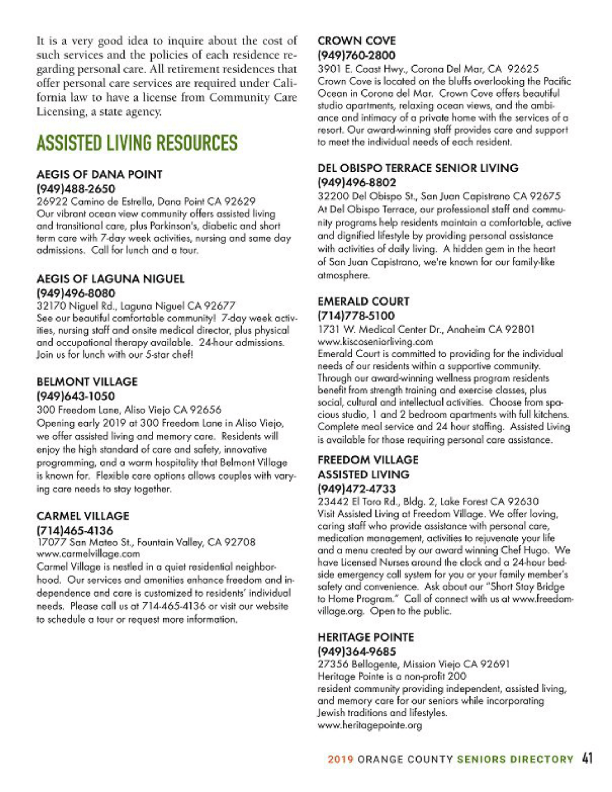 It is a very good idea to inquire about the cost of
such services and the policies of each residence re-
garding personal care. All retirement residences that
offer personal care services are required under Cali-
fornia law to have a license from Community Care
Licensing, a state agency.
ASSISTED LIVING RESOURCES
AEGIS OF DANA POINT
(949)488-2650
26922 Camino de Estrella, Dana Point CA 92629
Our vibrant ocean view community offers assisted living
and transitional care, plus Parkinson's, diabetic and short
term care with 7-day week activities, nursing and same day
admissions.  Call for lunch and a tour.
AEGIS OF LAGUNA NIGUEL
(949)496-8080
32170 Niguel Rd., Laguna Niguel CA 92677
See our beautiful comfortable community!  7-day week activ-
ities, nursing staff and onsite medical director, plus physical
and occupational therapy available.  24-hour admissions.
Join us for lunch with our 5-star chef!
BELMONT VILLAGE
(949)643-1050
300 Freedom Lane, Aliso Viejo CA 92656
Opening early 2019 at 300 Freedom Lane in Aliso Viejo,
we offer assisted living and memory care.  Residents will
enjoy the high standard of care and safety, innovative
programming, and a warm hospitality that Belmont Village
is known for.  Flexible care options allows couples with vary-
ing care needs to stay together.
CARMEL VILLAGE
(714)465-4136
17077 San Mateo St., Fountain Valley, CA 92708
www.carmelvillage.com
Carmel Village is nestled in a quiet residential neighbor-
hood.  Our services and amenities enhance freedom and in-
dependence and care is customized to residents' individual
needs.  Please call us at 714-465-4136 or visit our website
to schedule a tour or request more information.
CROWN COVE
(949)760-2800
3901 E. Coast Hwy., Corona Del Mar, CA  92625
Crown Cove is located on the bluffs overlooking the Pacific
Ocean in Corona del Mar.  Crown Cove offers beautiful
studio apartments, relaxing ocean views, and the ambi-
ance and intimacy of a private home with the services of a
resort. Our award-winning staff provides care and support
to meet the individual needs of each resident.
DEL OBISPO TERRACE SENIOR LIVING
(949)496-8802
32200 Del Obispo St., San Juan Capistrano CA 92675
At Del Obispo Terrace, our professional staff and commu-
nity programs help residents maintain a comfortable, active
and dignified lifestyle by providing personal assistance
with activities of daily living.  A hidden gem in the heart
of San Juan Capistrano, we're known for our family-like
atmosphere.
EMERALD COURT
(714)778-5100
1731 W. Medical Center Dr., Anaheim CA 92801
www.kiscoseniorliving.com
Emerald Court is committed to providing for the individual
needs of our residents within a supportive community.
Through our award-winning wellness program residents
benefit from strength training and exercise classes, plus
social, cultural and intellectual activities.  Choose from spa-
cious studio, 1 and 2 bedroom apartments with full kitchens.
Complete meal service and 24 hour staffing.  Assisted Living
is available for those requiring personal care assistance.
FREEDOM VILLAGE
ASSISTED LIVING
(949)472-4733
23442 El Toro Rd., Bldg. 2, Lake Forest CA 92630
Visit Assisted Living at Freedom Village. We offer loving,
caring staff who provide assistance with personal care,
medication management, activities to rejuvenate your life
and a menu created by our award winning Chef Hugo.  We
have Licensed Nurses around the clock and a 24-hour bed-
side emergency call system for you or your family member's
safety and convenience.  Ask about our "Short Stay Bridge
to Home Program."  Call of connect with us at www.freedom-
village.org.  Open to the public.
HERITAGE POINTE
(949)364-9685
27356 Bellogente, Mission Viejo CA 92691
Heritage Pointe is a non-profit 200
resident community providing independent, assisted living,
and memory care for our seniors while incorporating
Jewish traditions and lifestyles.
www.heritagepointe.org
2019 ORANGE COUNTY SENIORS DIRECTORY 41